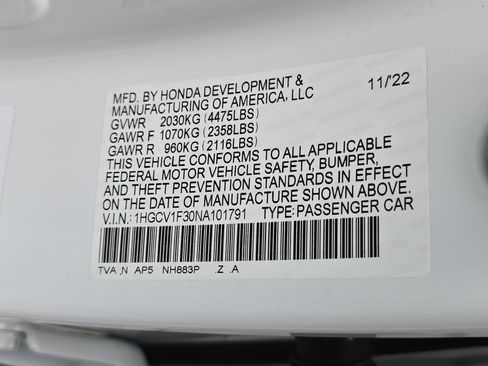 MFD. BY HONDA DEVELOPMENT & 11/'22
MANUFACTURING OF AMERICA, LLC
GVWR 2030KG (4475LBS)
GAWR F 1070KG (2358LBS)
GAWR R 960KG (2116LBS)
THIS VEHICLE CONFORMS TO ALL APPLICABLE
FEDERAL MOTOR VEHICLE SAFETY, BUMPER,
AND THEFT PREVENTION STANDARDS IN EFFECT
ON THE DATE OF MANUFACTURE SHOWN ABOVE.
V.I.N.: 1HGCV1F30NA101791 TYPE:PASSENGER CAR
TVA ,N AP5 NH883P .Z .A